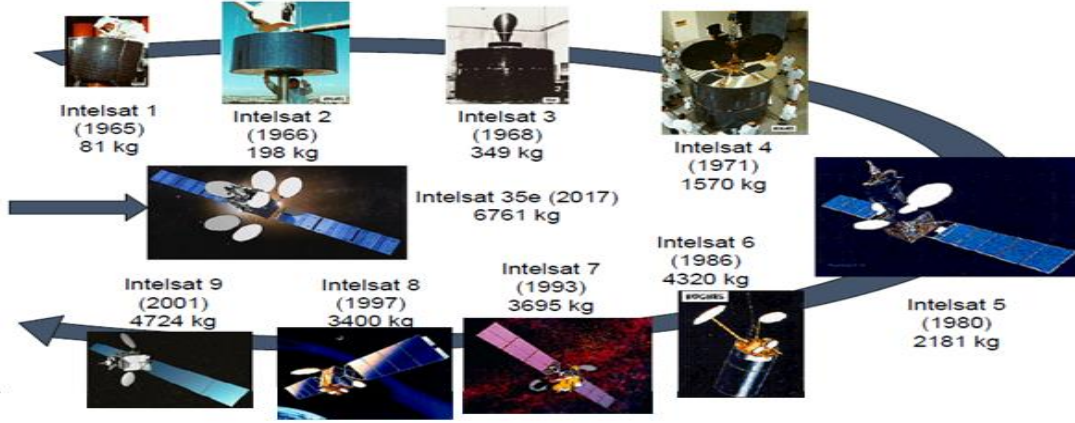 Intelsat 1
(1965)
81 kg
Intelsat 2
(1966)
198 kg
Intelsat 3
(1968)
349 kg
HUGHES
Intelsat 4
(1971)
1570 kg
Intelsat 35e (2017)
6761 kg
Intelsat 5
(1980)
2181 kg
Intelsat 6
(1986)
4320 kg
HUGHES
Intelsat 7
(1993)
3695 kg
Intelsat 8
(1997)
3400 kg
Intelsat 9
(2001)
4724 kg